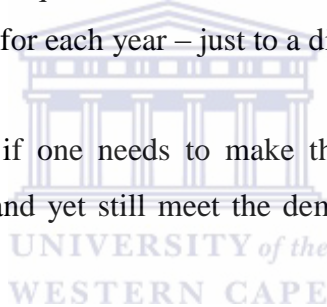 for each year – just to a di
if one needs to make th
and yet still meet the den
UNIVERSITY of the
WESTERN CAPE